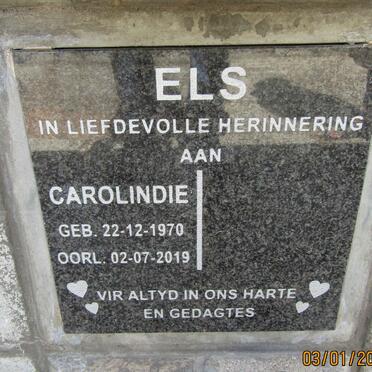 ELS
IN LIEFDEVOLLE HERINNERING
AAN
CAROLINDIE
GEB. 22-12-1970
OORL. 02-07-2019
VIR ALTYD IN ONS HARTE
EN GEDAGTES
03/01/20